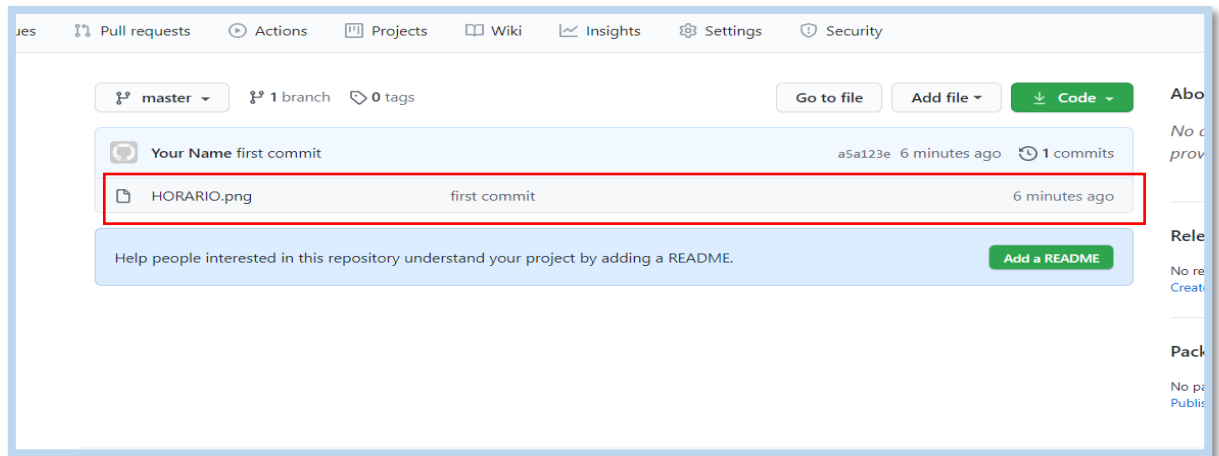 ues Pull requests Actions Projects Wiki Insights Settings Security
master 1 branch 0 tags Go to file Add file Code
Your Name first commit a5a123e 6 minutes ago 1 commits
HORARIO.png first commit 6 minutes ago
Help people interested in this repository understand your project by adding a README. Add a README
Abo
No
prov
Rele
No re
Create
Pack
No pa
Publis